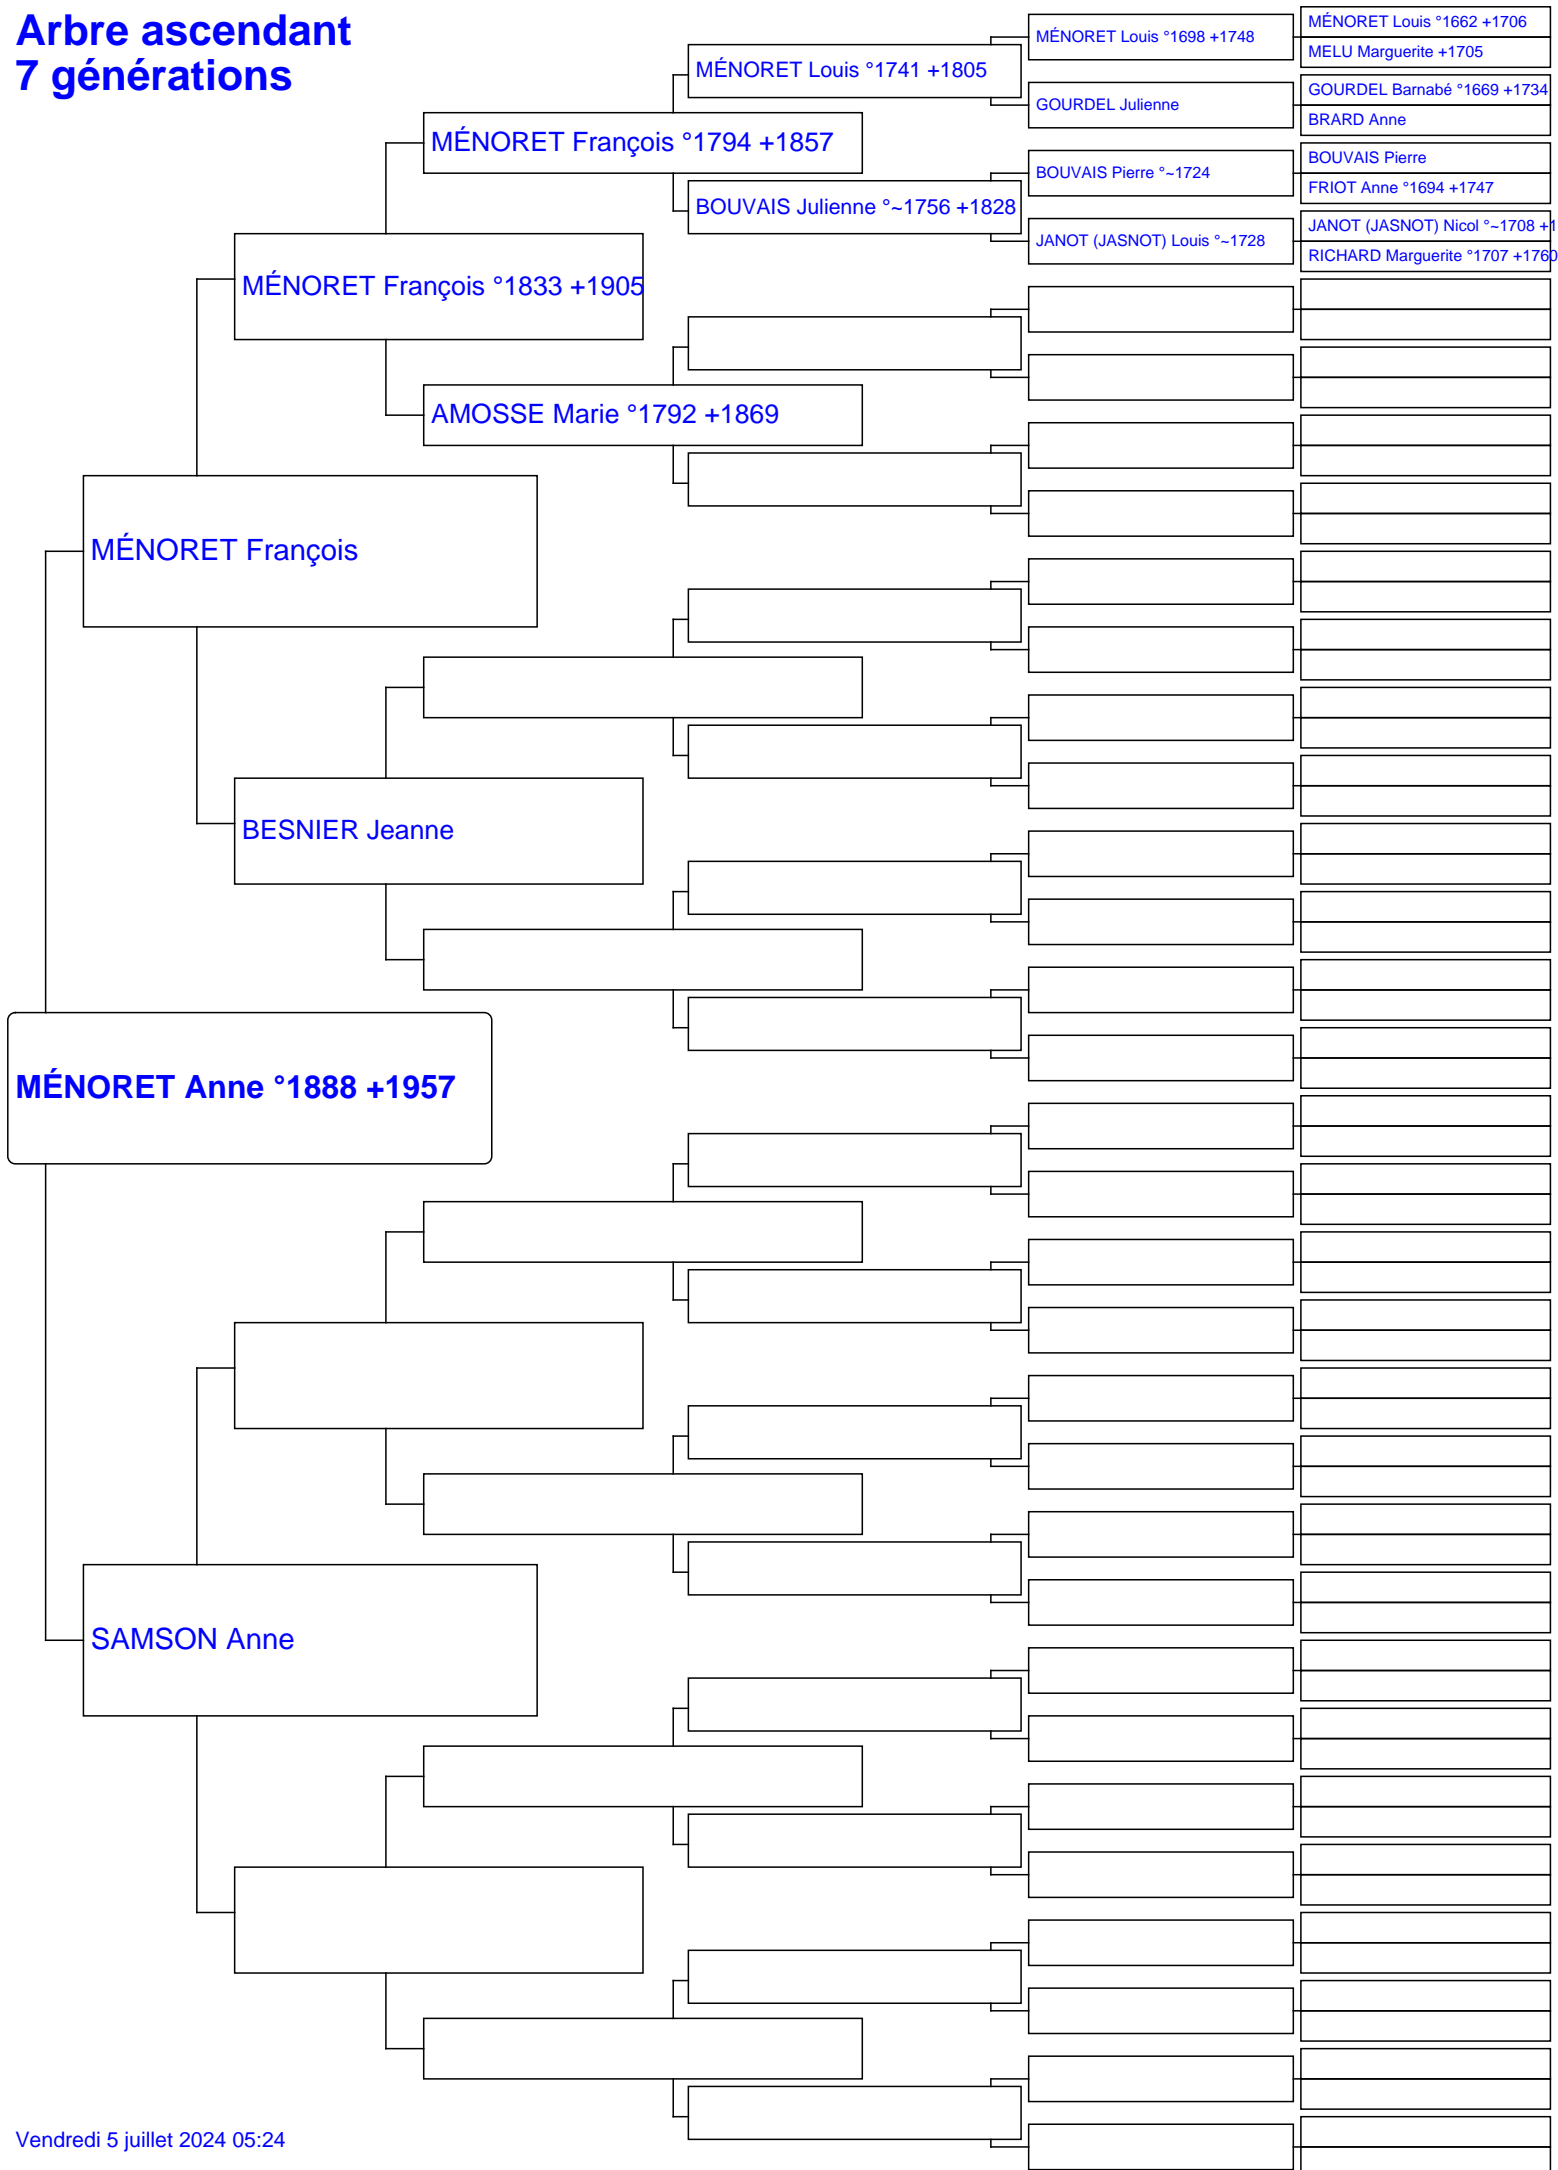 Arbre ascendant
7 générations
MÉNORET Louis °1662 +1706
MÉNORET Louis °1698 +1748
MELU Marguerite +1705
MÉNORET Louis °1741 +1805
GOURDEL Barnabé °1669 +1734
GOURDEL Julienne
BRARD Anne
MÉNORET François °1794 +1857
BOUVAIS Pierre
BOUVAIS Pierre °~1724
FRIOT Anne °1694 +1747
BOUVAIS Julienne °~1756 +1828
JANOT (JASNOT) Nicol °~1708 +1
JANOT (JASNOT) Louis °~1728
RICHARD Marguerite °1707 +1760
MÉNORET François °1833 +1905
AMOSSE Marie °1792 +1869
MÉNORET François
BESNIER Jeanne
MÉNORET Anne °1888 +1957
SAMSON Anne
Vendredi 5 juillet 2024 05:24